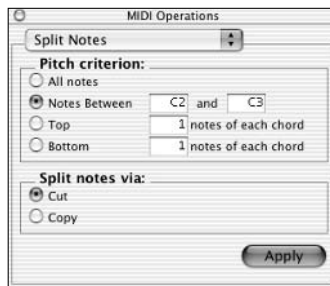 MIDI Operations
Split Notes
Pitch criterion:
All notes
Notes Between C2 and C3
Top 1 notes of each chord
Bottom 1 notes of each chord
Split notes via:
Cut
Copy
Apply